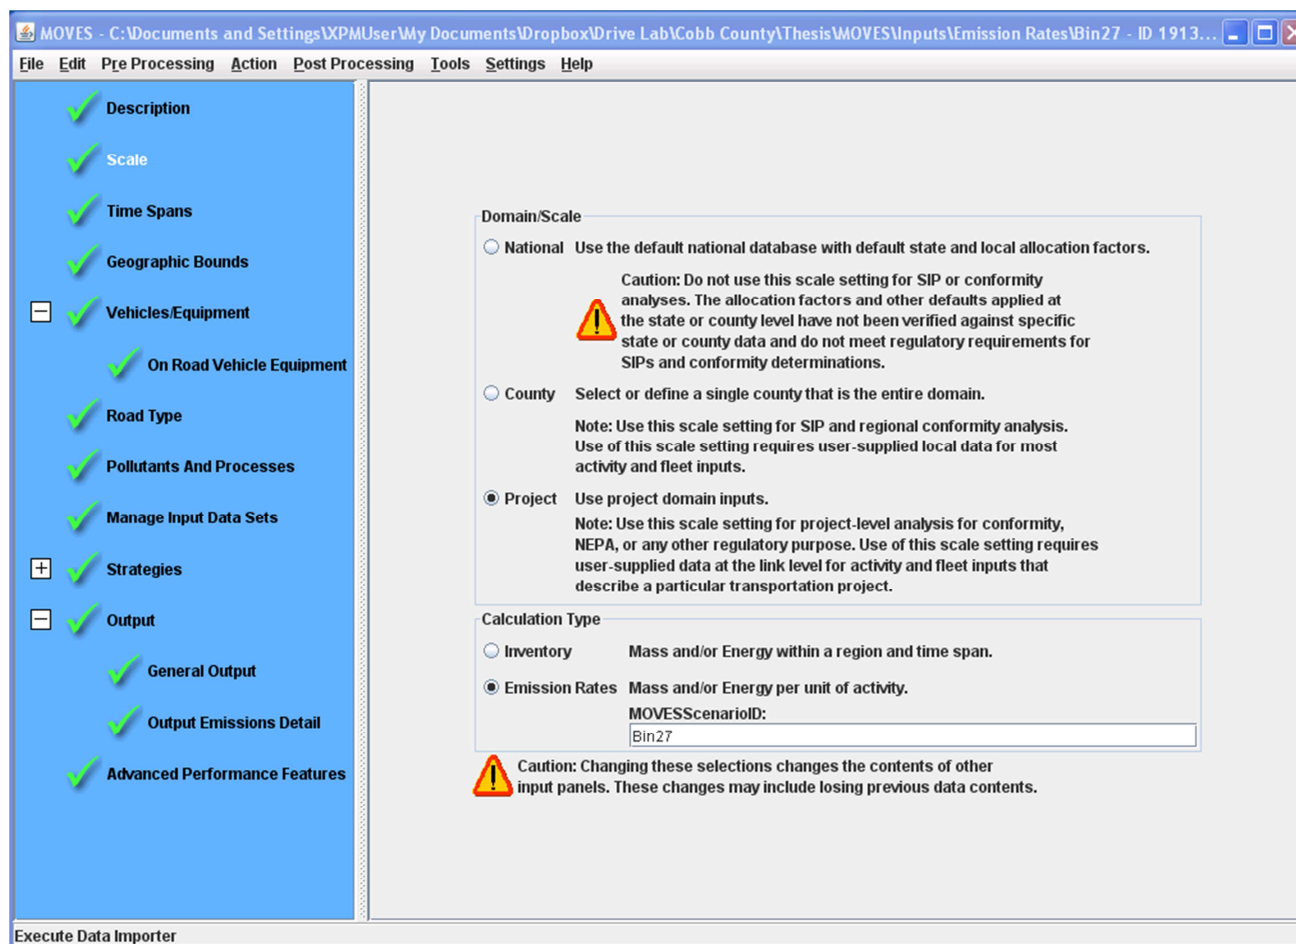 MOVES - C:\Documents and Settings\XPMUser\My Documents\Dropbox\Drive Lab\Cobb County\Thesis\MOVES\Inputs\Emission Rates\Bin27 - ID 1913...
File Edit Pre Processing Action Post Processing Tools Settings Help
Description
Scale
Time Spans
Geographic Bounds
Vehicles/Equipment
On Road Vehicle Equipment
Road Type
Pollutants And Processes
Manage Input Data Sets
Strategies
Output
General Output
Output Emissions Detail
Advanced Performance Features
Domain/Scale
National Use the default national database with default state and local allocation factors.
Caution: Do not use this scale setting for SIP or conformity
analyses. The allocation factors and other defaults applied at
the state or county level have not been verified against specific
state or county data and do not meet regulatory requirements for
SIPs and conformity determinations.
County Select or define a single county that is the entire domain.
Note: Use this scale setting for SIP and regional conformity analysis.
Use of this scale setting requires user-supplied local data for most
activity and fleet inputs.
Project Use project domain inputs.
Note: Use this scale setting for project-level analysis for conformity,
NEPA, or any other regulatory purpose. Use of this scale setting requires
user-supplied data at the link level for activity and fleet inputs that
describe a particular transportation project.
Calculation Type
Inventory Mass and/or Energy within a region and time span.
Emission Rates Mass and/or Energy per unit of activity.
MOVESScenarioID:
Bin27
Caution: Changing these selections changes the contents of other
input panels. These changes may include losing previous data contents.
Execute Data Importer